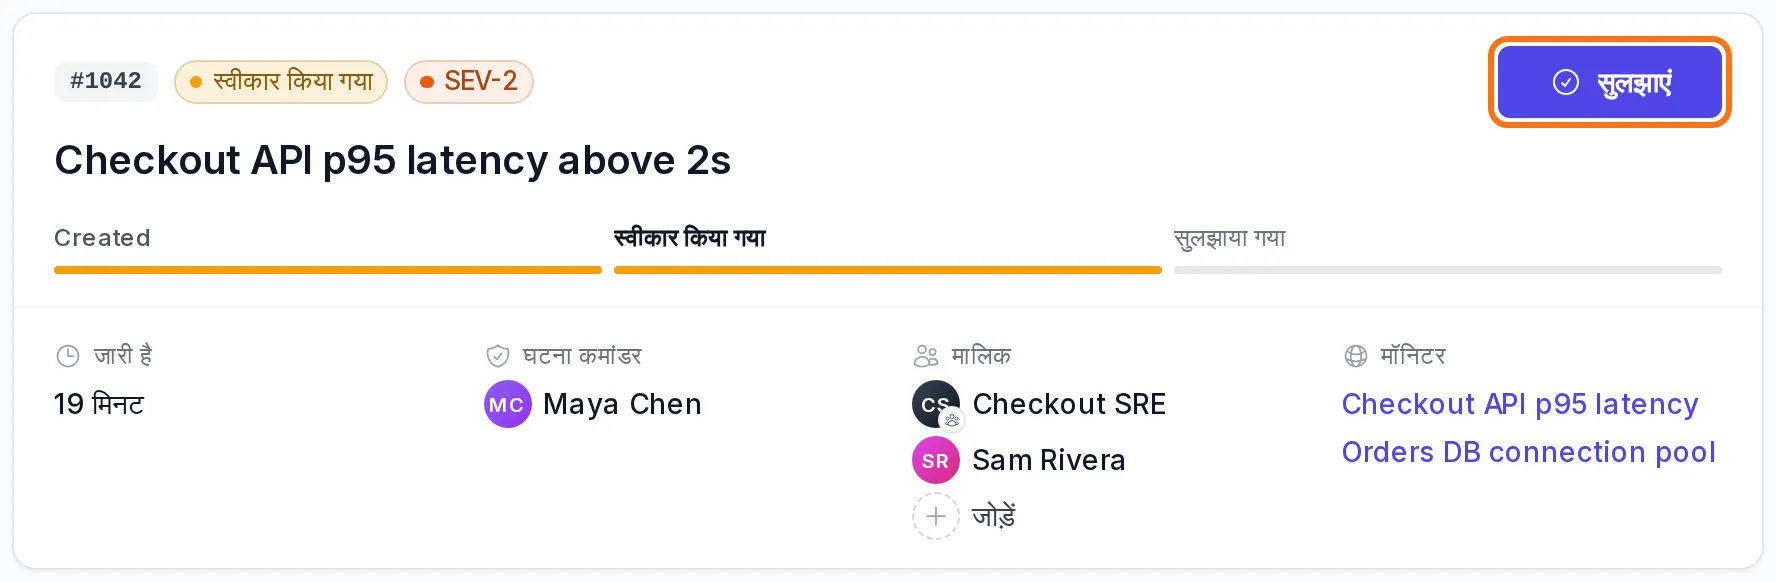 #1042 स्वीकार किया गया SEV-2 सुलझाएं
Checkout API p95 latency above 2s
Created स्वीकार किया गया सुलझाया गया
जारी है
19 मिनट
घटना कमांडर
MC Maya Chen
मालिक
CS Checkout SRE
SR Sam Rivera
जोड़ें
मॉनिटर
Checkout API p95 latency
Orders DB connection pool